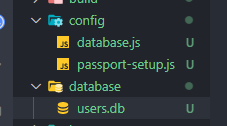 config
JS database.js U
JS passport-setup.js U
database
users.db U